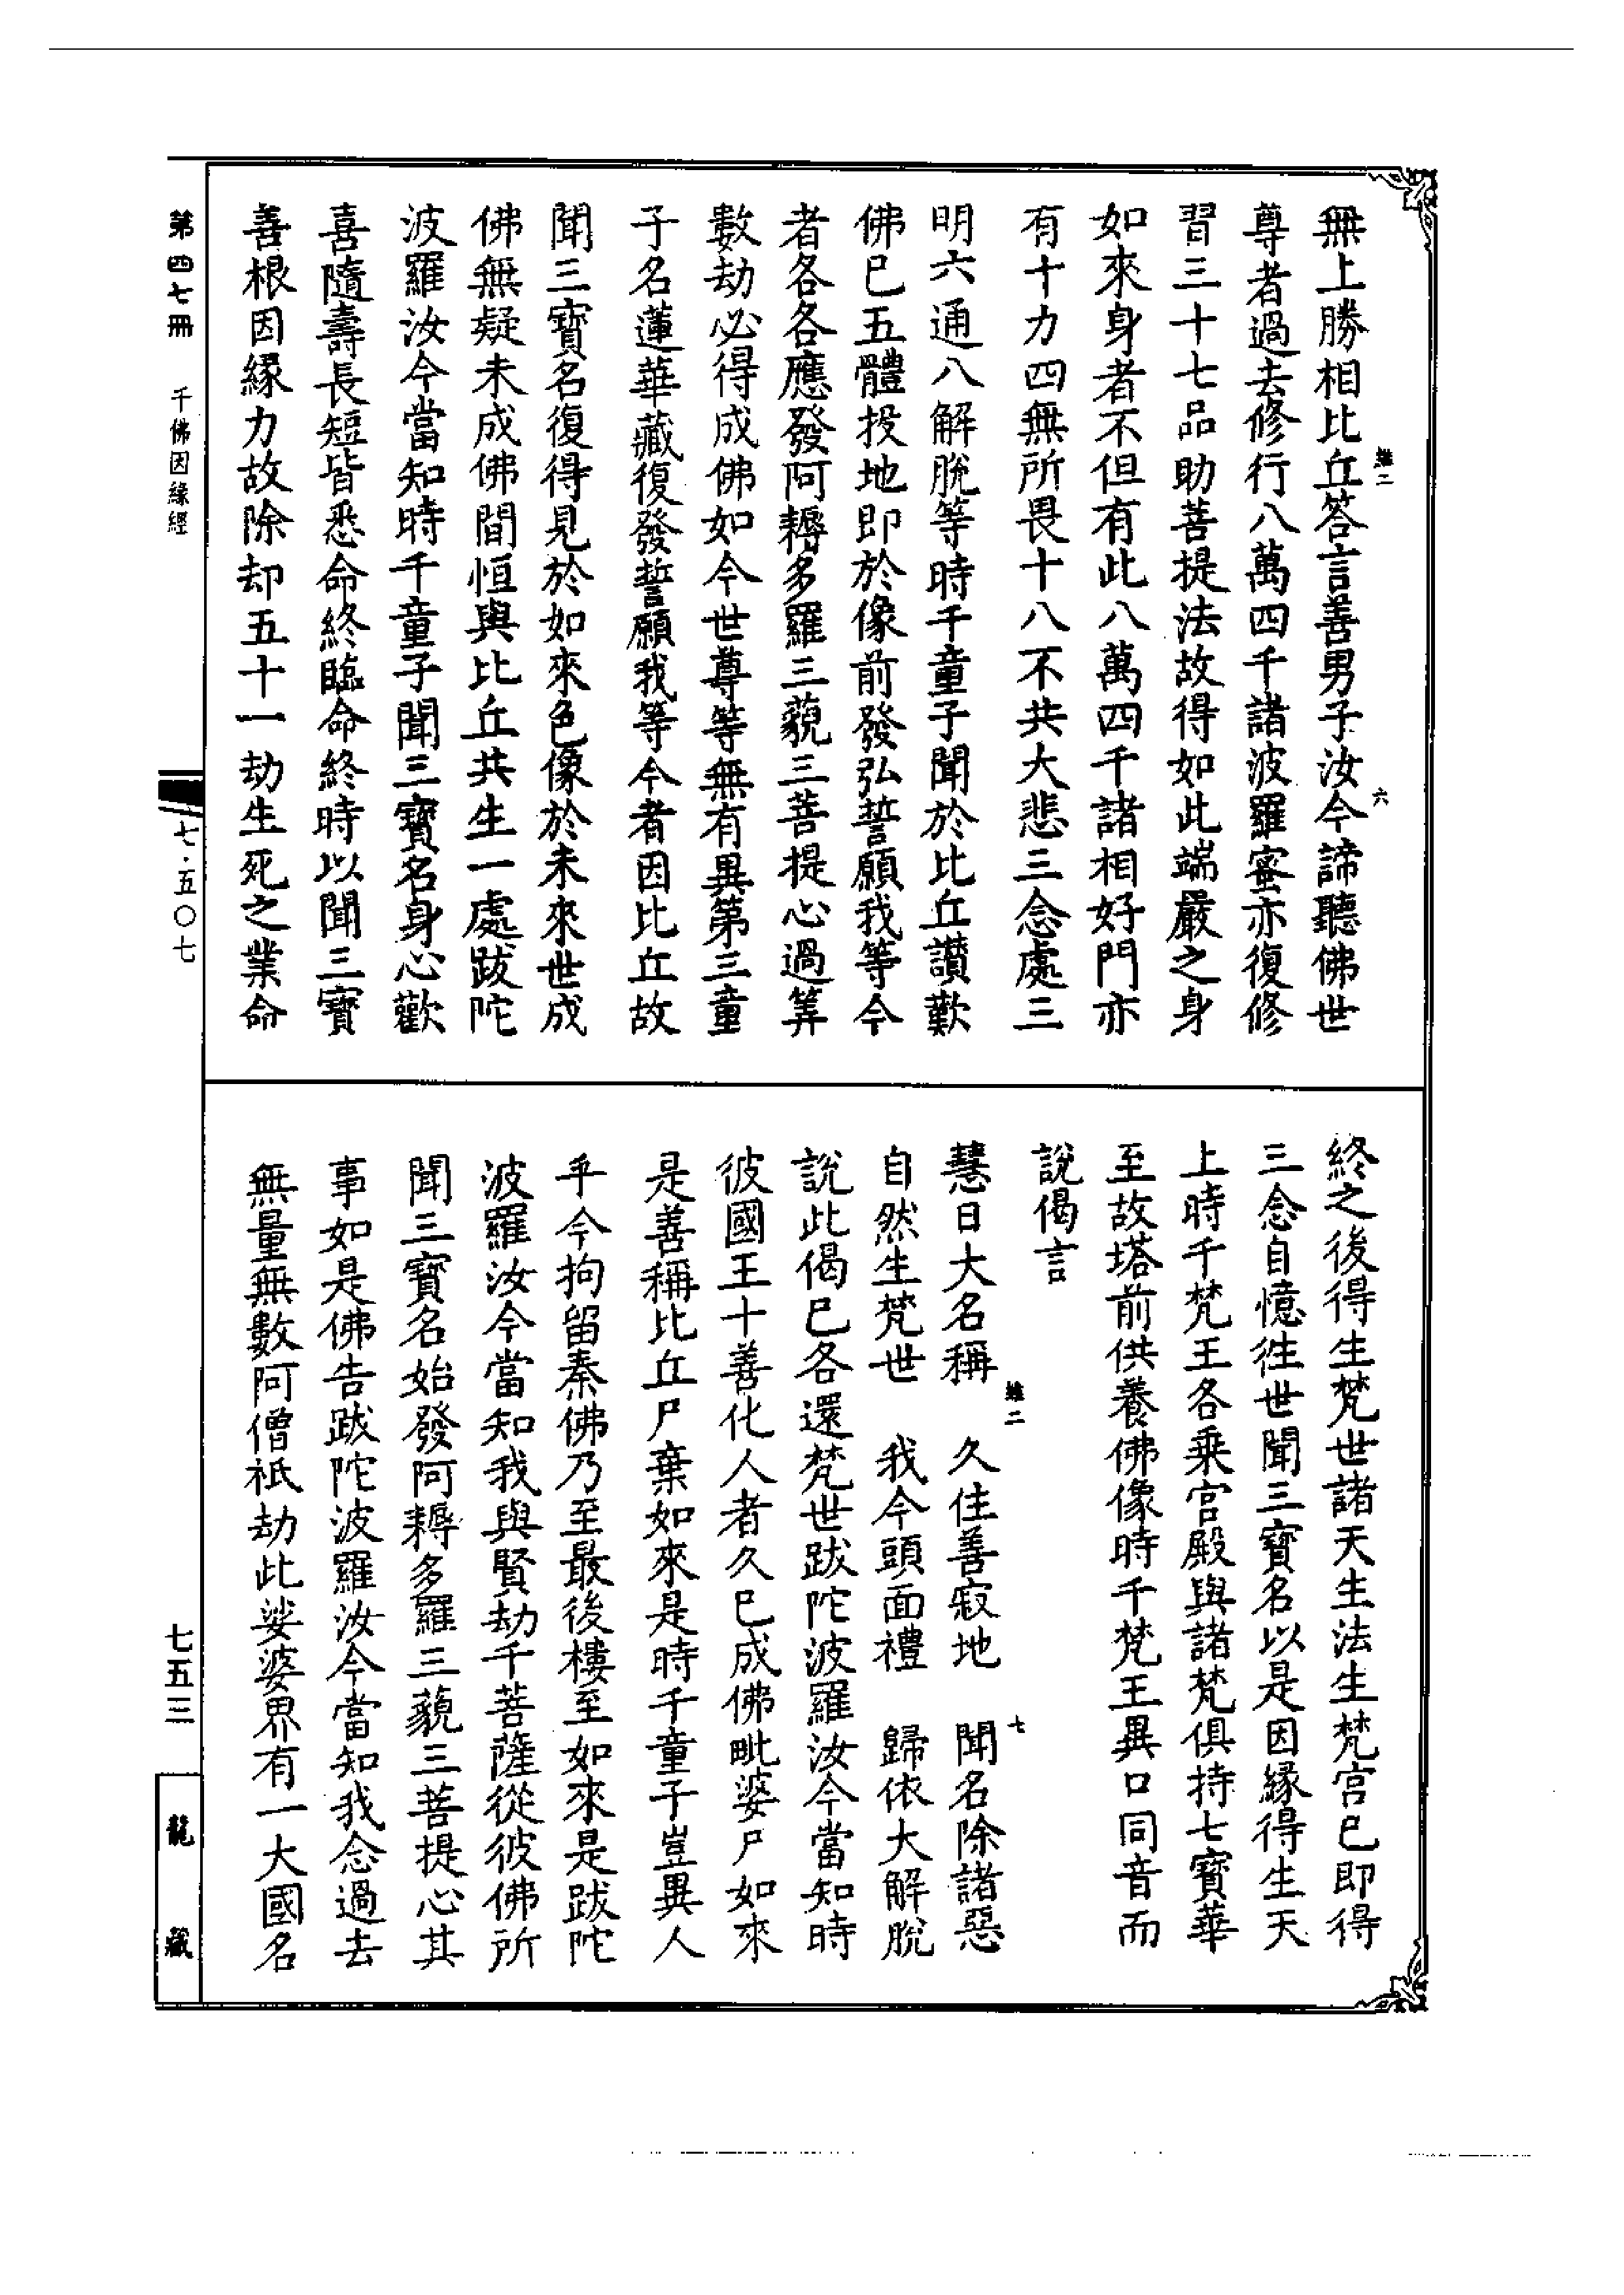 無上勝相比丘答言善男子汝今諦聽佛世
尊者過去修行八萬四千諸波羅蜜亦復修
習三十七品助菩提法故得如此端嚴之身
如來身者不但有此八萬四千諸相好門亦
有十力四無所畏十八不共大悲三念處三
明六通八解脫等時千童子聞於比丘讚歎
佛已五體投地即於像前發弘誓願我等今
者各各應發阿耨多羅三藐三菩提心過筭
數劫必得成佛如今世尊等無有異第三童
子名蓮華藏復發誓願我等今者因比丘故
聞三寶名復得見於如來色像於未來世成
佛無疑未成佛間恒與比丘共生一處跋陀
波羅汝今當知時千童子聞三寶名身心歡
喜隨壽長短皆悉命終臨命終時以聞三寶
善根因緣力故除却五十一劫生死之業命
維二
六
終之後得生梵世諸天生法生梵宮已即得
三念自憶徃世聞三寶名以是因緣得生天
上時千梵王各乘宮殿與諸梵俱持七寶華
至故塔前供養佛像時千梵王異口同音而
說偈言
慧日大名稱　久住善寂地　聞名除諸惡
自然生梵世　我今頭面禮　歸依大解脫
說此偈已各還梵世跋陀波羅汝今當知時
彼國王十善化人者久已成佛毗婆尸如來
是善稱比丘尸棄如來是時千童子豈異人
乎今拘留秦佛乃至最後樓至如來是跋陀
波羅汝今當知我與賢劫千菩薩從彼佛所
聞三寶名始發阿耨多羅三藐三菩提心其
事如是佛告跋陀波羅汝今當知我念過去
無量無數阿僧祇劫此娑婆界有一大國名
維二
七
第四七冊　千佛因緣經
七·五〇七
七五三
龍藏